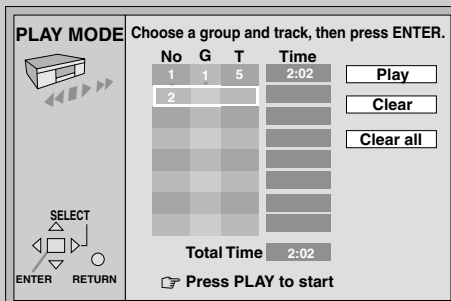 PLAY MODE
Choose a group and track, then press ENTER.
No G T Time
1 1 5 2:02
2
Play
Clear
Clear all
SELECT
ENTER RETURN
Total Time 2:02
☞ Press PLAY to start